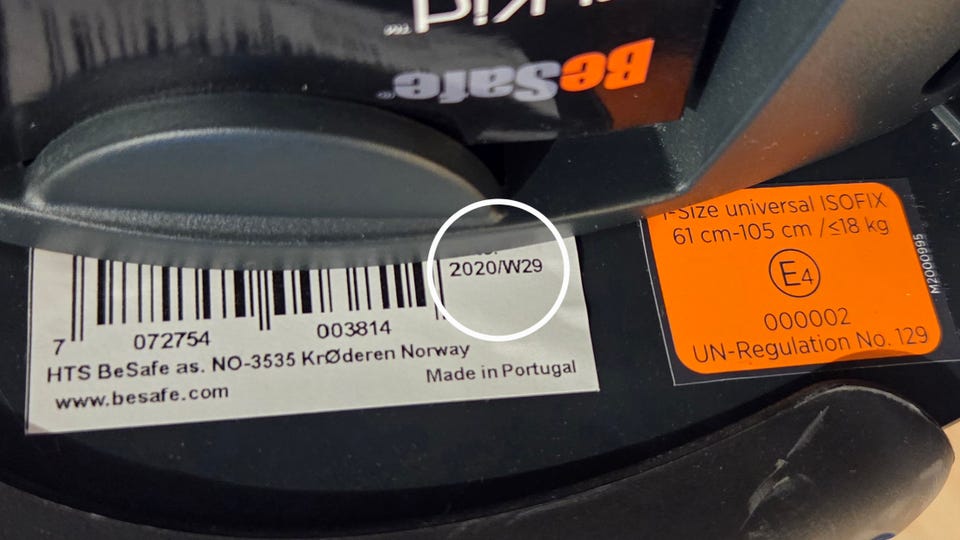 BeSafe
2020/W29
7 072754 003814
HTS BeSafe as. NO-3535 KrØderen Norway
Made in Portugal
www.besafe.com
i-Size universal ISOFIX
61 cm-105 cm /≤18 kg
E4
000002
UN-Regulation No. 129
M2000995